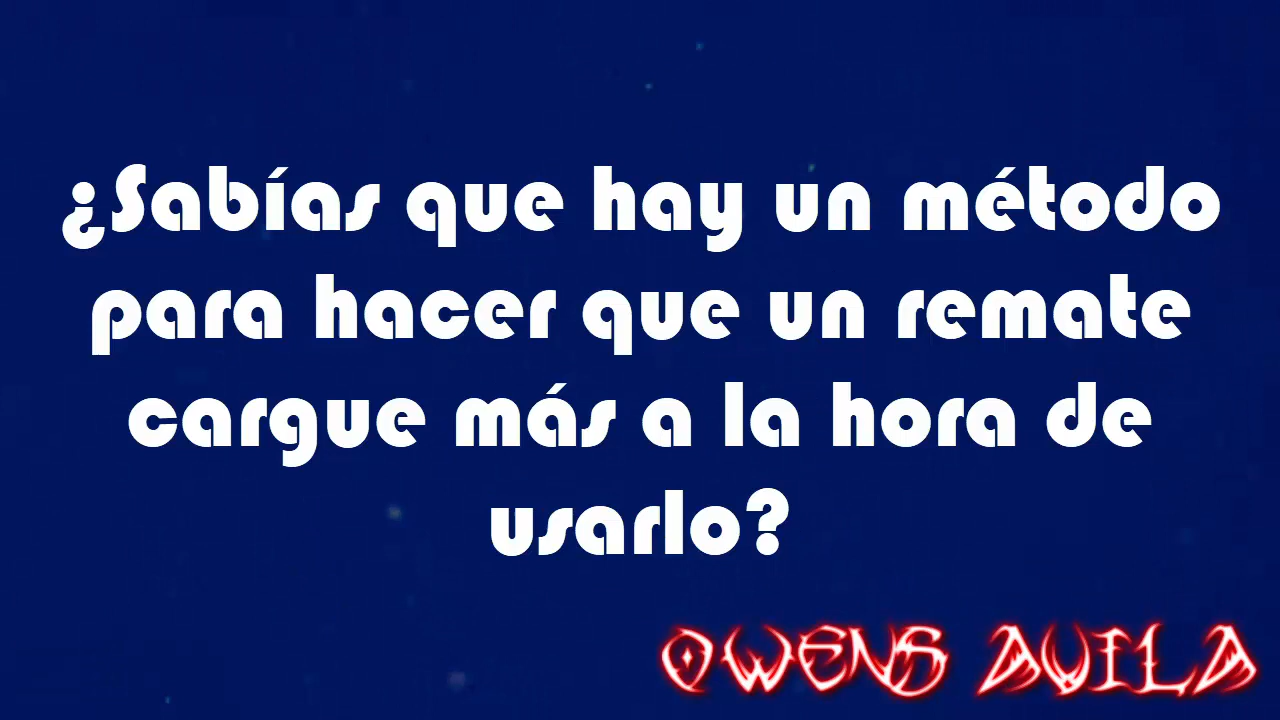 ¿Sabías que hay un método
para hacer que un remate
cargue más a la hora de
usarlo?
OWENS AVILA